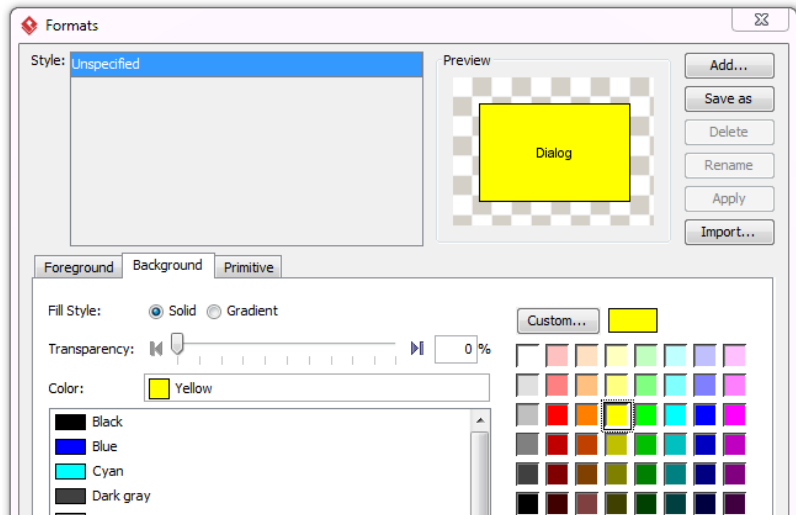 Formats
Style:
Unspecified
Preview
Dialog
Add...
Save as
Delete
Rename
Apply
Import...
Foreground Background Primitive
Fill Style: Solid Gradient
Custom...
Transparency: 0 %
Color: Yellow
Black
Blue
Cyan
Dark gray